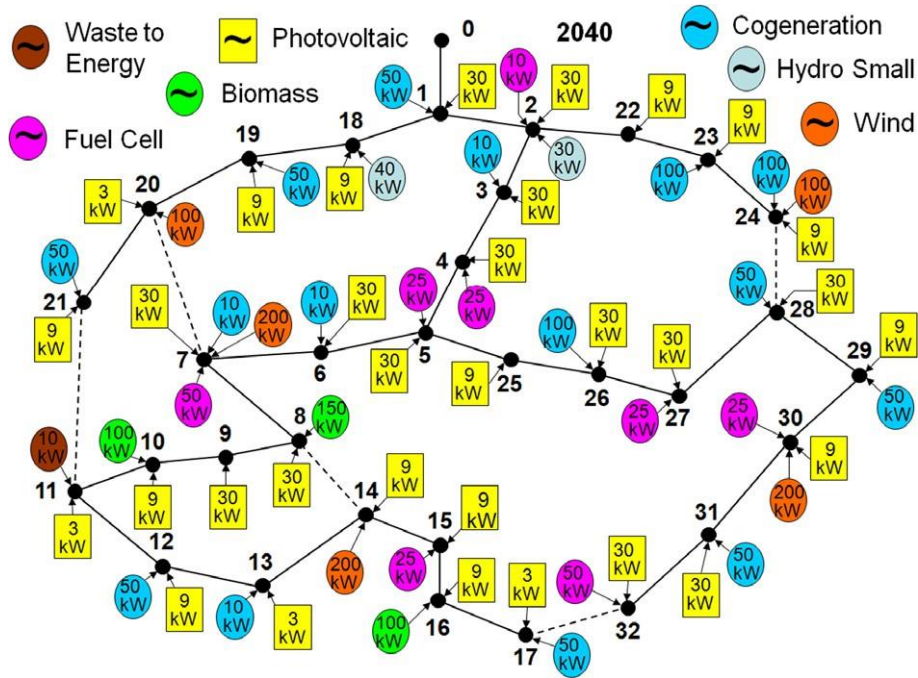 Waste to
Energy
~
Photovoltaic
~
Biomass
~
Fuel Cell
~
0
2040
Cogeneration
~
Hydro Small
~
Wind
~
50
kW
1
30
kW
10
kW
2
30
kW
22
9
kW
23
9
kW
19
18
10
kW
30
kW
100
kW
100
kW
100
kW
3
kW
20
9
kW
50
kW
9
kW
40
kW
3
30
kW
24
9
kW
100
kW
50
kW
21
9
kW
4
30
kW
25
kW
25
kW
50
kW
30
kW
28
30
kW
7
10
kW
200
kW
10
kW
30
kW
6
5
30
kW
50
kW
100
kW
30
kW
30
kW
9
kW
25
26
27
25
kW
9
kW
29
50
kW
10
kW
11
3
kW
100
kW
10
9
kW
9
30
kW
8
150
kW
30
kW
25
kW
30
9
kW
200
kW
14
9
kW
200
kW
15
9
kW
25
kW
31
50
kW
30
kW
12
50
kW
9
kW
13
10
kW
3
kW
16
9
kW
100
kW
3
kW
17
50
kW
50
kW
30
kW
32